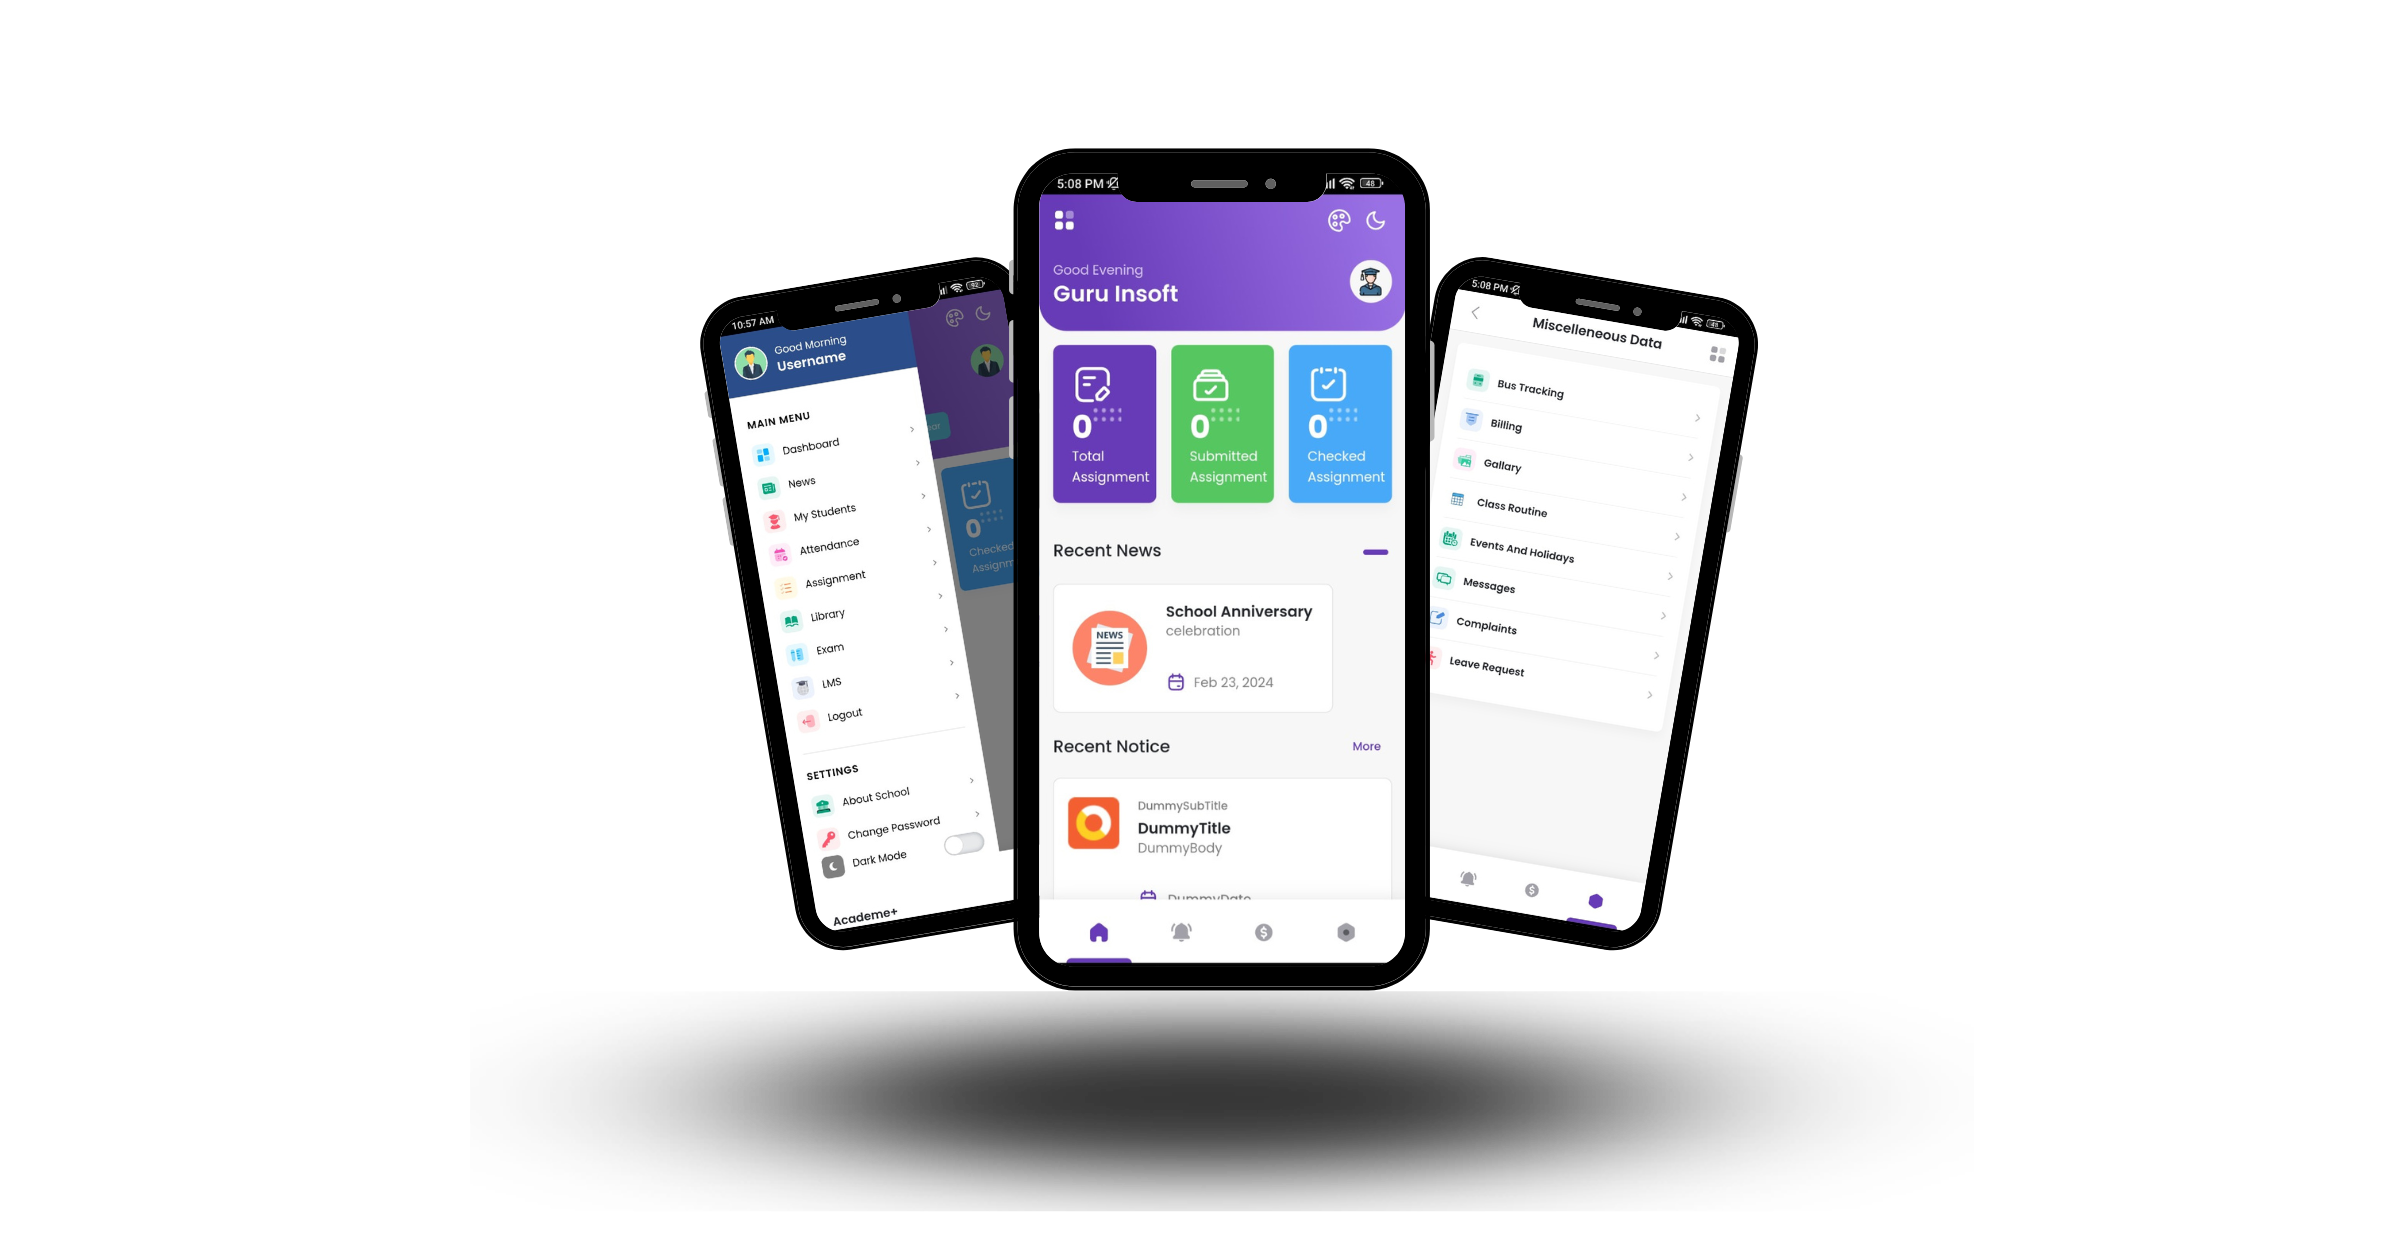 10:57 AM
Good Morning
Username
MAIN MENU
Dashboard
News
My Students
Attendance
Assignment
Library
Exam
LMS
Logout
SETTINGS
About School
Change Password
Dark Mode
Academe+
0
Checked
5:08 PM
48
Good Evening
Guru Insoft
0
Total
Assignment
0
Submitted
Assignment
0
Checked
Assignment
Recent News
NEWS
School Anniversary
celebration
Feb 23, 2024
Recent Notice
More
DummySubTitle
DummyTitle
DummyBody
DummyDate
5:08 PM
48
Miscelleneous Data
Bus Tracking
Billing
Gallary
Class Routine
Events And Holidays
Messages
Complaints
Leave Request